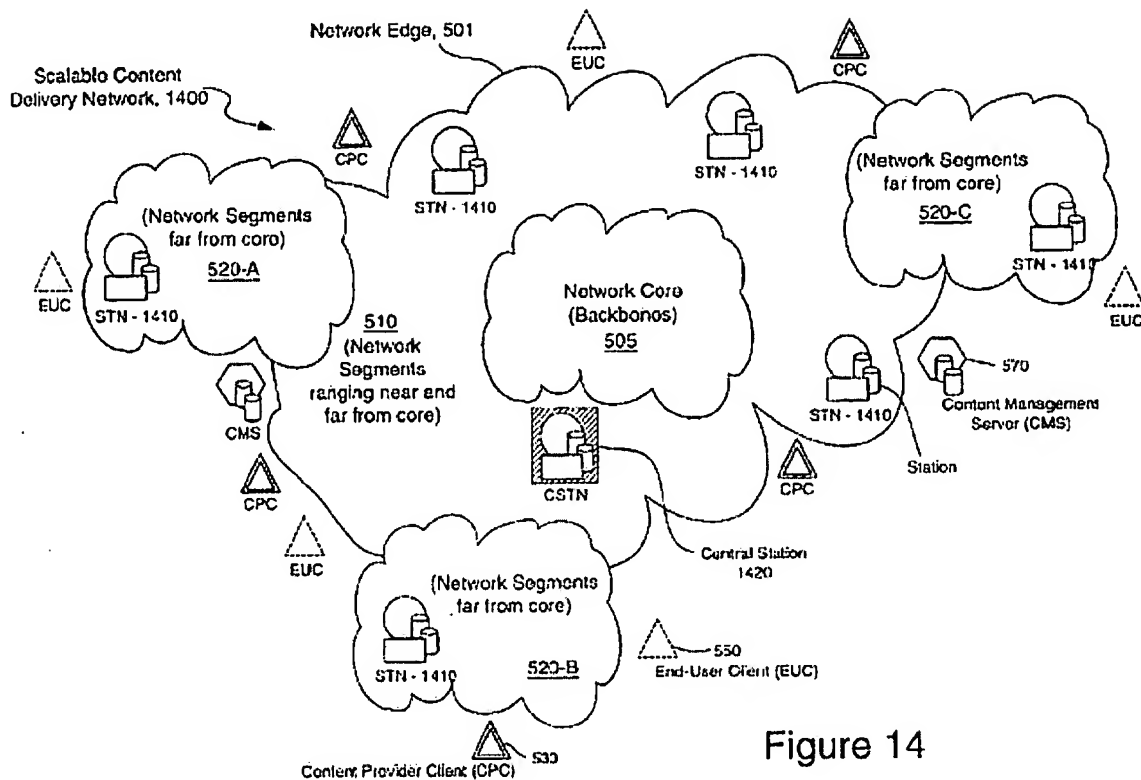 Network Edge, 501
EUC
CPC
Scalable Content
Delivery Network, 1400
CPC
STN - 1410
STN - 1410
(Network Segments
far from core)
520-C
STN - 1410
EUC
(Network Segments
far from core)
520-A
STN - 1410
EUC
Network Core
(Backbones)
505
510
(Network
Segments
ranging near and
far from core)
CMS
CPC
EUC
CSTN
STN - 1410
570
Content Management
Server (CMS)
Station
CPC
Central Station
1420
(Network Segments
far from core)
STN - 1410
520-B
550
End-User Client (EUC)
530
Content Provider Client (CPC)
Figure 14